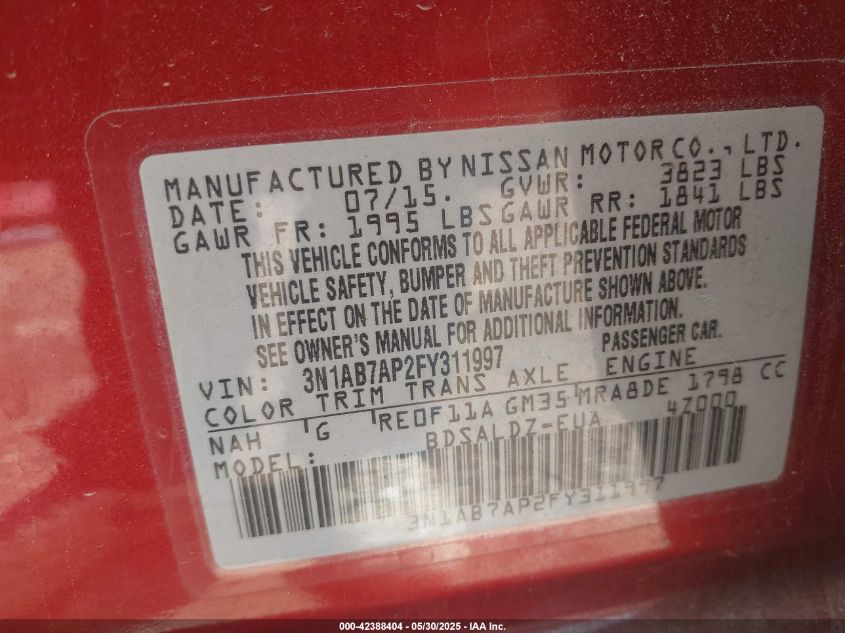 MANUFACTURED BY NISSAN MOTOR CO., LTD.
DATE: 07/15. GVWR: 3823 LBS
GAWR FR: 1995 LBS GAWR RR: 1841 LBS
THIS VEHICLE CONFORMS TO ALL APPLICABLE FEDERAL MOTOR
VEHICLE SAFETY, BUMPER AND THEFT PREVENTION STANDARDS
IN EFFECT ON THE DATE OF MANUFACTURE SHOWN ABOVE.
SEE OWNER'S MANUAL FOR ADDITIONAL INFORMATION.
VIN: 3N1AB7AP2FY311997 PASSENGER CAR.
COLOR TRIM TRANS AXLE ENGINE
NAH G RE0F11A GM35 MRA8DE 1798 CC
MODEL: BDSALDZ-EUA 4Z000
3N1AB7AP2FY311997
000-42388404 • 05/30/2025 • IAA Inc.